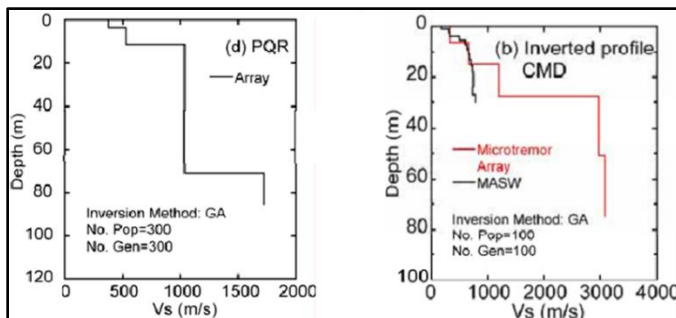 (d) PQR
Array
Inversion Method: GA
No. Pop=300
No. Gen=300
Depth (m)
0
20
40
60
80
100
120
0 500 1000 1500 2000
Vs (m/s)
(b) Inverted profile
CMD
Microtremor
Array
MASW
Inversion Method: GA
No. Pop=100
No. Gen=100
Depth (m)
0
20
40
60
80
100
0 1000 2000 3000 4000
Vs (m/s)